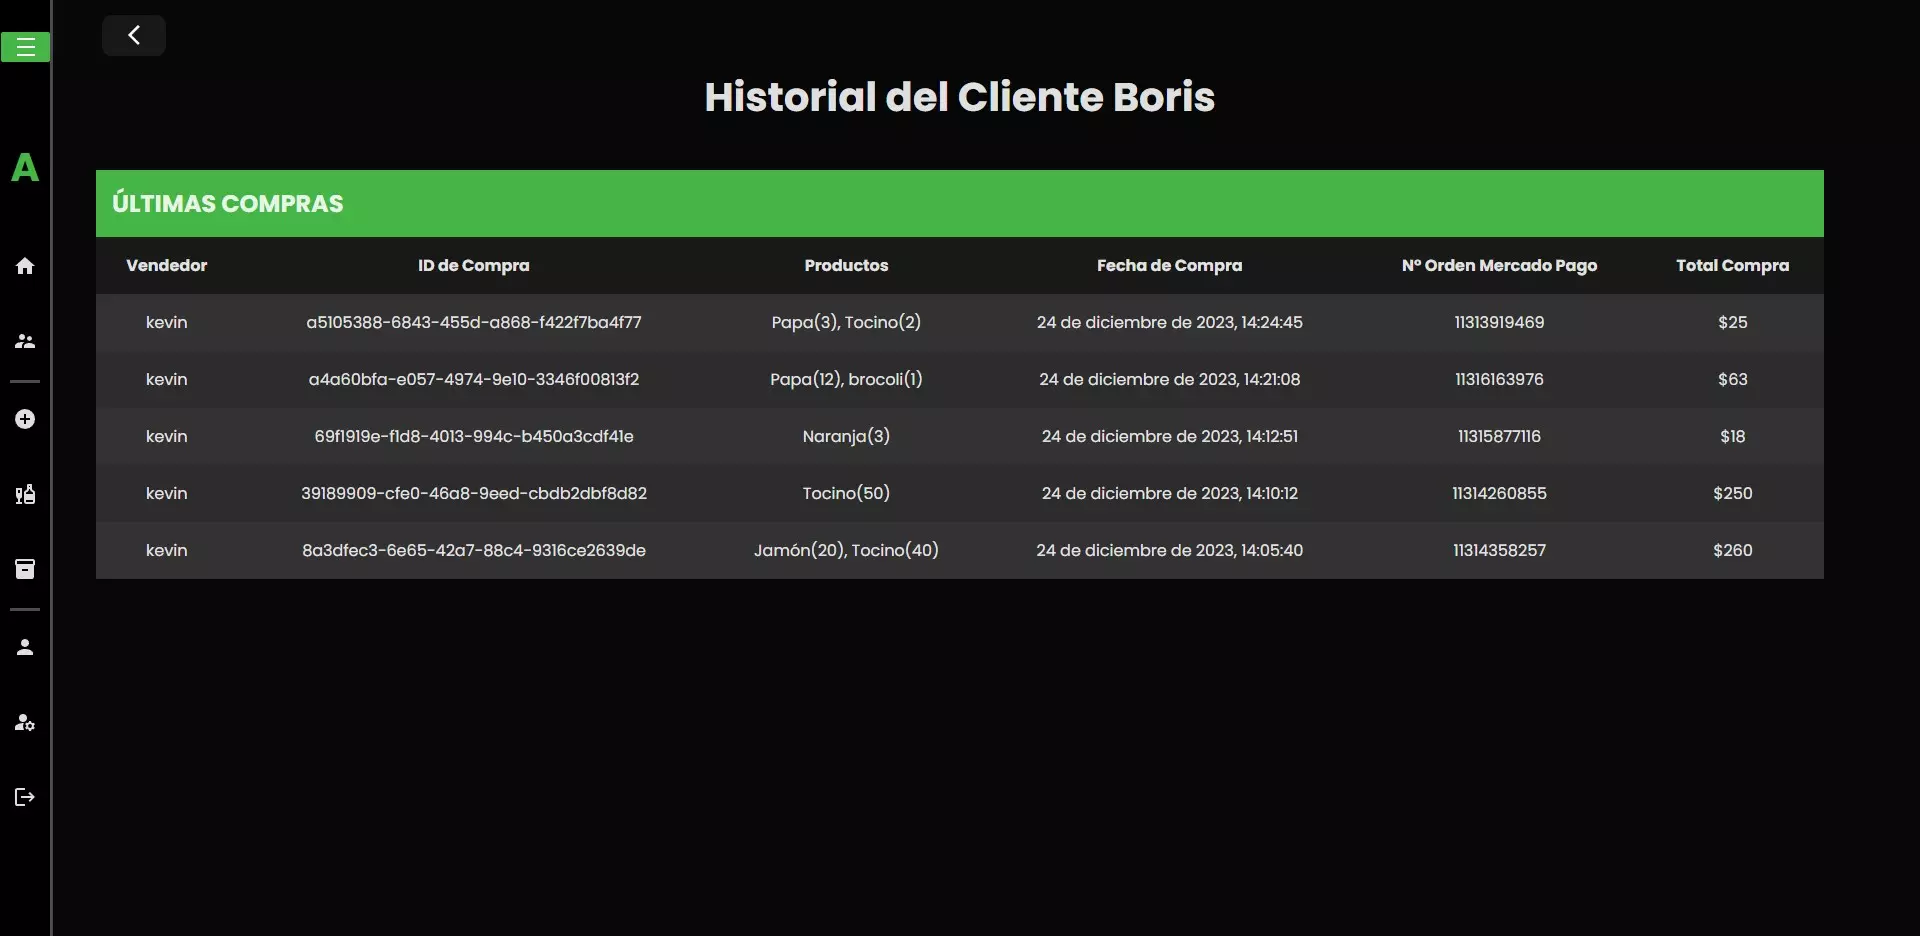 A
Historial del Cliente Boris
ÚLTIMAS COMPRAS
Vendedor ID de Compra Productos Fecha de Compra N° Orden Mercado Pago Total Compra
kevin a5105388-6843-455d-a868-f422f7ba4f77 Papa(3), Tocino(2) 24 de diciembre de 2023, 14:24:45 11313919469 $25
kevin a4a60bfa-e057-4974-9e10-3346f00813f2 Papa(12), brocoli(1) 24 de diciembre de 2023, 14:21:08 11316163976 $63
kevin 69f1919e-f1d8-4013-994c-b450a3cdf41e Naranja(3) 24 de diciembre de 2023, 14:12:51 11315877116 $18
kevin 39189909-cfe0-46a8-9eed-cbdb2dbf8d82 Tocino(50) 24 de diciembre de 2023, 14:10:12 11314260855 $250
kevin 8a3dfec3-6e65-42a7-88c4-9316ce2639de Jamón(20), Tocino(40) 24 de diciembre de 2023, 14:05:40 11314358257 $260